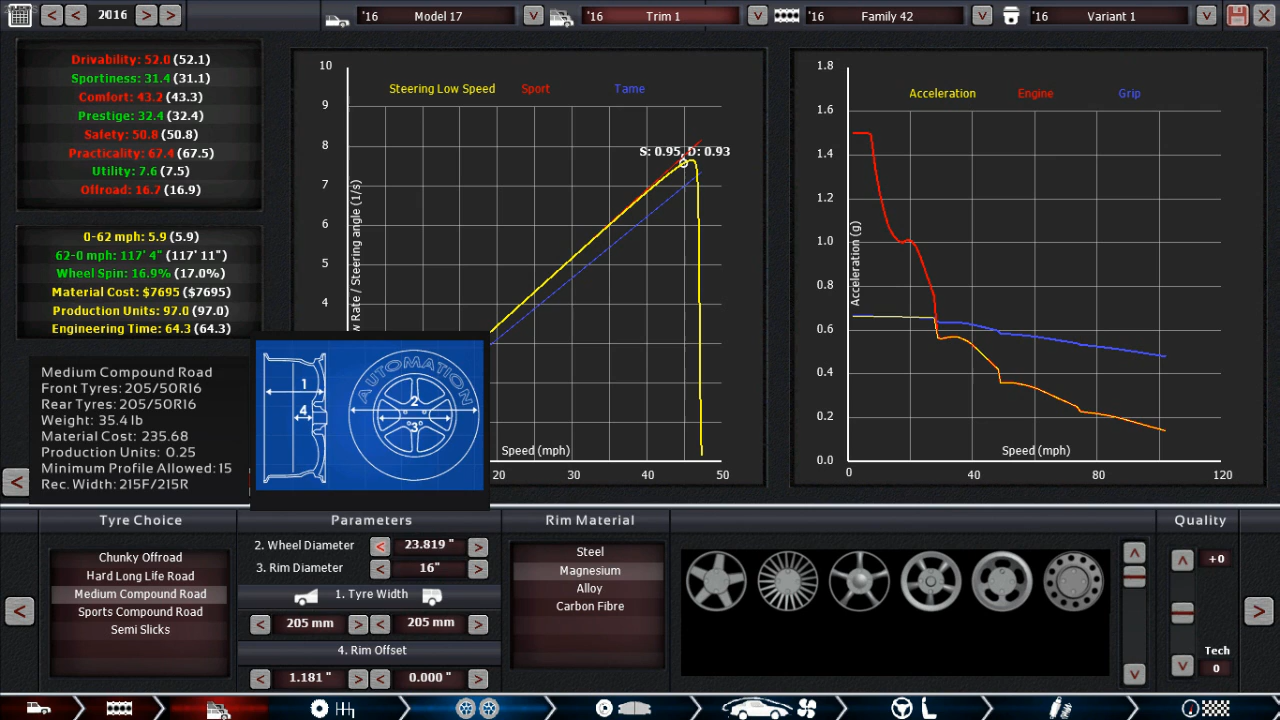 2016
'16 Model 17
'16 Trim 1
'16 Family 42
'16 Variant 1
Drivability: 52.0 (52.1)
Sportiness: 31.4 (31.1)
Comfort: 43.2 (43.3)
Prestige: 32.4 (32.4)
Safety: 50.8 (50.8)
Practicality: 67.4 (67.5)
Utility: 7.6 (7.5)
Offroad: 16.7 (16.9)
0-62 mph: 5.9 (5.9)
62-0 mph: 117' 4" (117' 11")
Wheel Spin: 16.9% (17.0%)
Material Cost: $7695 ($7695)
Production Units: 97.0 (97.0)
Engineering Time: 64.3 (64.3)
Medium Compound Road
Front Tyres: 205/50R16
Rear Tyres: 205/50R16
Weight: 35.4 lb
Material Cost: 235.68
Production Units: 0.25
Minimum Profile Allowed: 15
Rec. Width: 215F/215R
AUTOMATION
1
2
3
4
10
9
8
7
6
5
4
Steering Low Speed Sport Tame
S: 0.95, D: 0.93
w Rate / Steering angle (1/s)
Speed (mph)
20 30 40 50
1.8
1.6
1.4
1.2
1.0
0.8
0.6
0.4
0.2
0.0
Acceleration Engine Grip
Acceleration (g)
Speed (mph)
0 40 80 120
Tyre Choice
Chunky Offroad
Hard Long Life Road
Medium Compound Road
Sports Compound Road
Semi Slicks
Parameters
2. Wheel Diameter 23.819 "
3. Rim Diameter 16"
1. Tyre Width
205 mm 205 mm
4. Rim Offset
1.181 " 0.000 "
Rim Material
Steel
Magnesium
Alloy
Carbon Fibre
Quality
+0
Tech
0